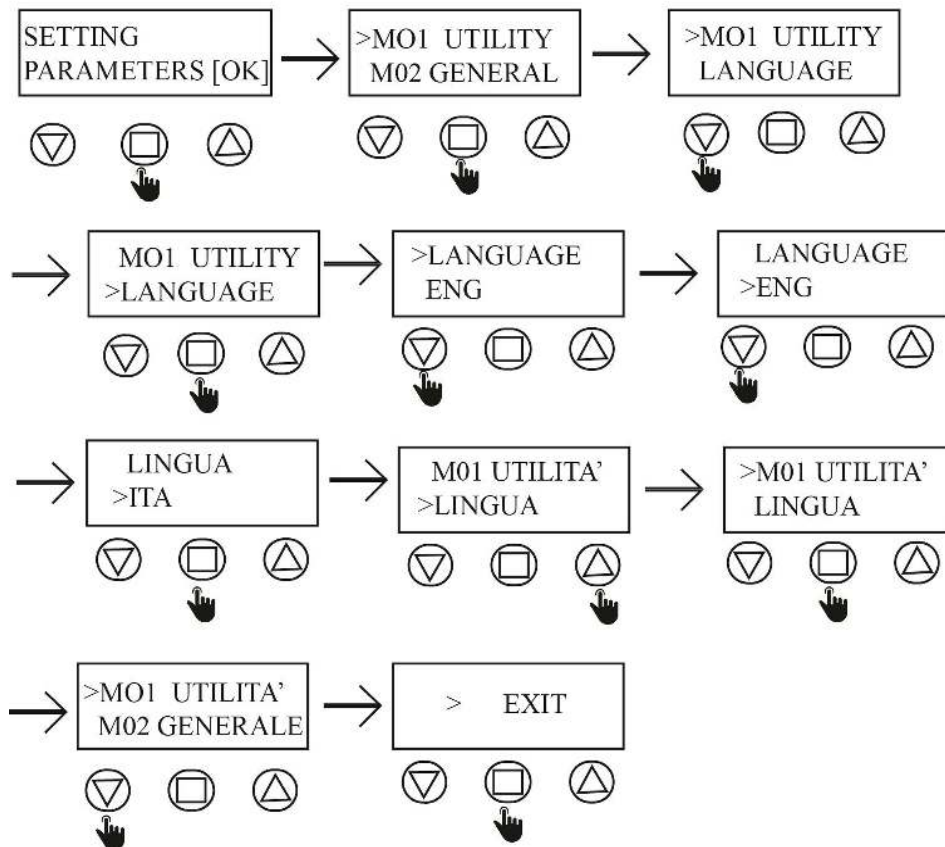 SETTING
PARAMETERS [OK]
>MO1 UTILITY
M02 GENERAL
>MO1 UTILITY
LANGUAGE
MO1 UTILITY
>LANGUAGE
>LANGUAGE
ENG
LANGUAGE
>ENG
LINGUA
>ITA
M01 UTILITA’
>LINGUA
>M01 UTILITA’
LINGUA
>MO1 UTILITA’
M02 GENERALE
> EXIT